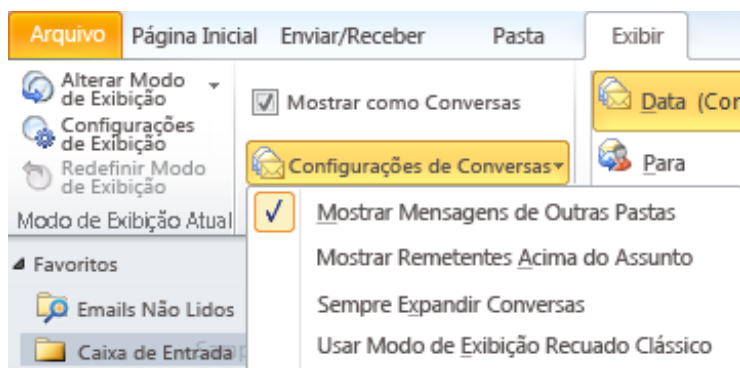 Arquivo Página Inicial Enviar/Receber Pasta Exibir
Alterar Modo de Exibição
Configurações de Exibição
Redefinir Modo de Exibição
Modo de Exibição Atual
Mostrar como Conversas
Configurações de Conversas
Data (Cor
Para
Mostrar Mensagens de Outras Pastas
Mostrar Remetentes Acima do Assunto
Sempre Expandir Conversas
Usar Modo de Exibição Recuado Clássico
Favoritos
Emails Não Lidos
Caixa de Entrada